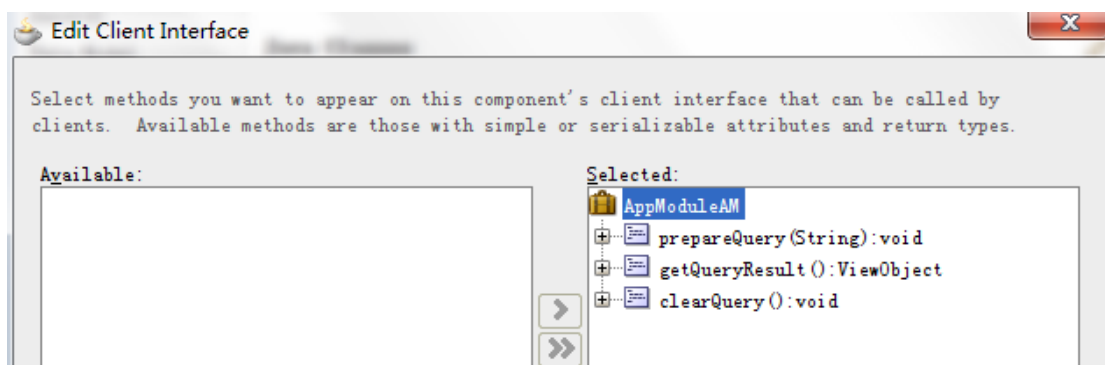 Edit Client Interface
Select methods you want to appear on this component's client interface that can be called by
clients. Available methods are those with simple or serializable attributes and return types.
Available:
Selected:
AppModuleAM
prepareQuery(String):void
getQueryResult():ViewObject
clearQuery():void